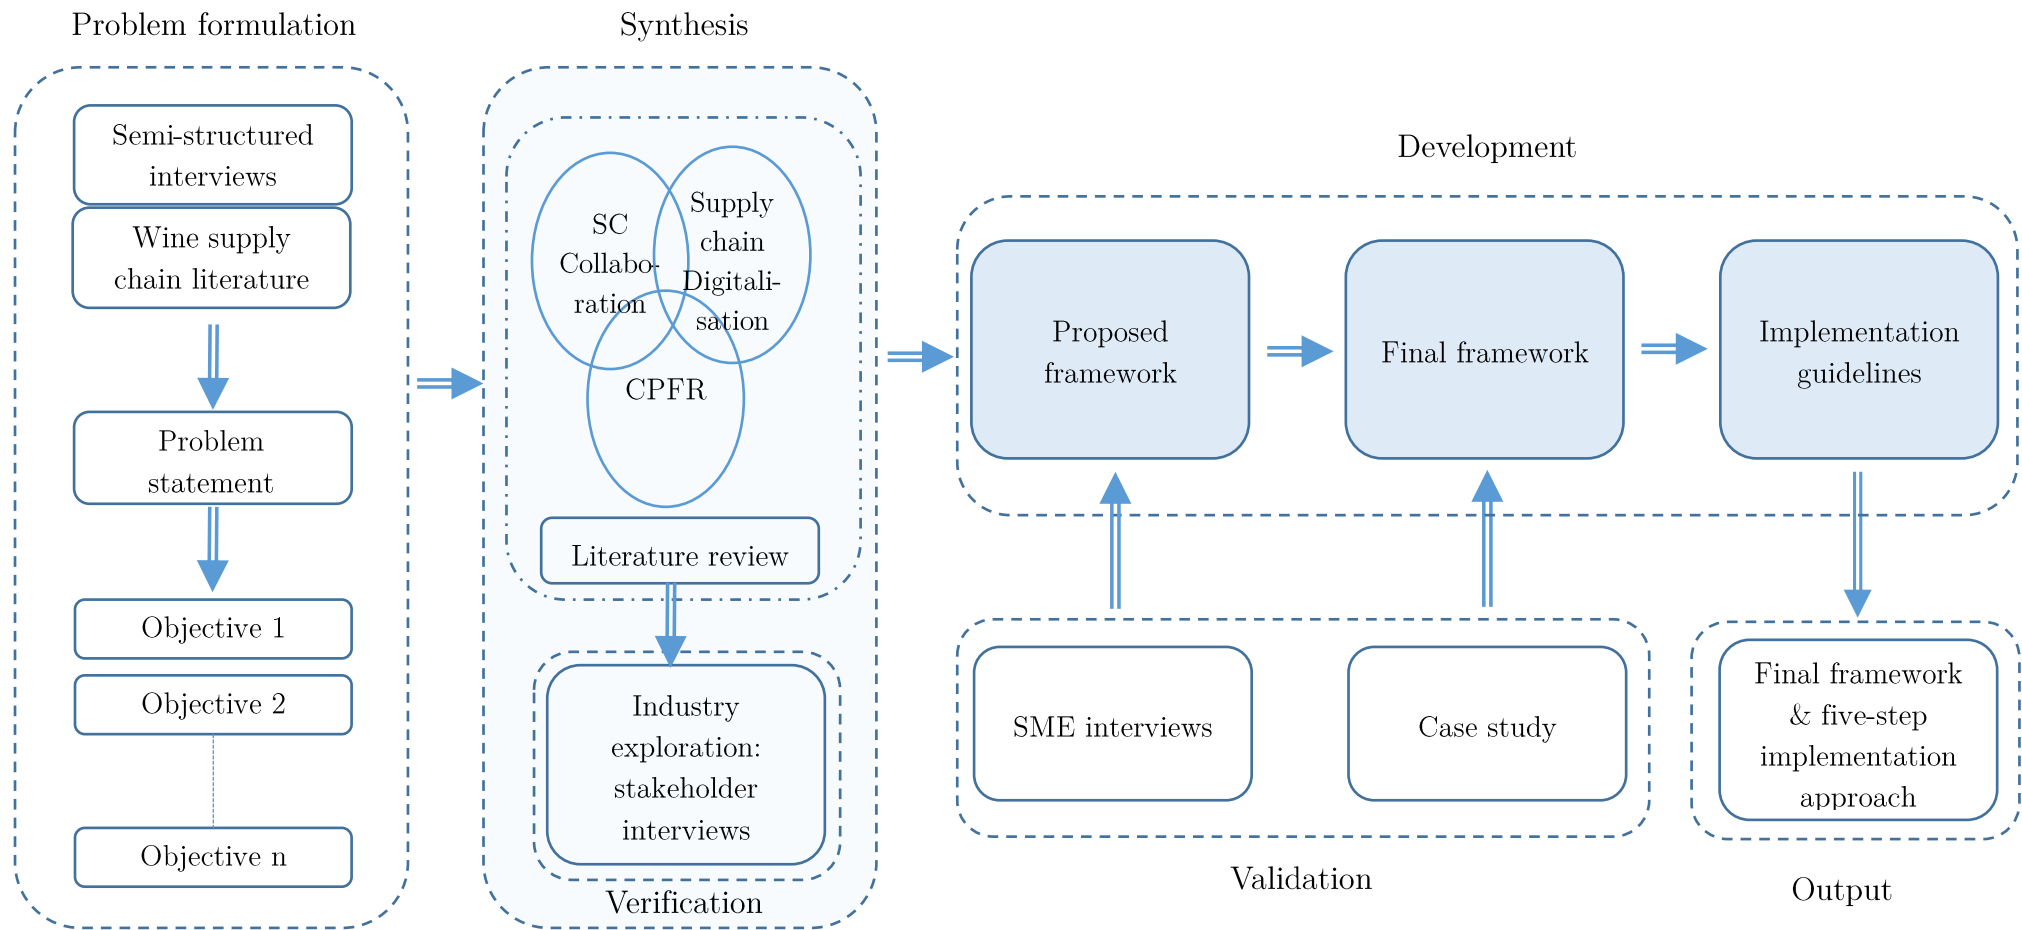 Problem formulation
Semi-structured
interviews
Wine supply
chain literature
Problem
statement
Objective 1
Objective 2
Objective n
Synthesis
SC
Collabo-
ration
Supply
chain
Digitali-
sation
CPFR
Literature review
Industry
exploration:
stakeholder
interviews
Verification
Development
Proposed
framework
Final framework
Implementation
guidelines
SME interviews
Case study
Validation
Final framework
& five-step
implementation
approach
Output